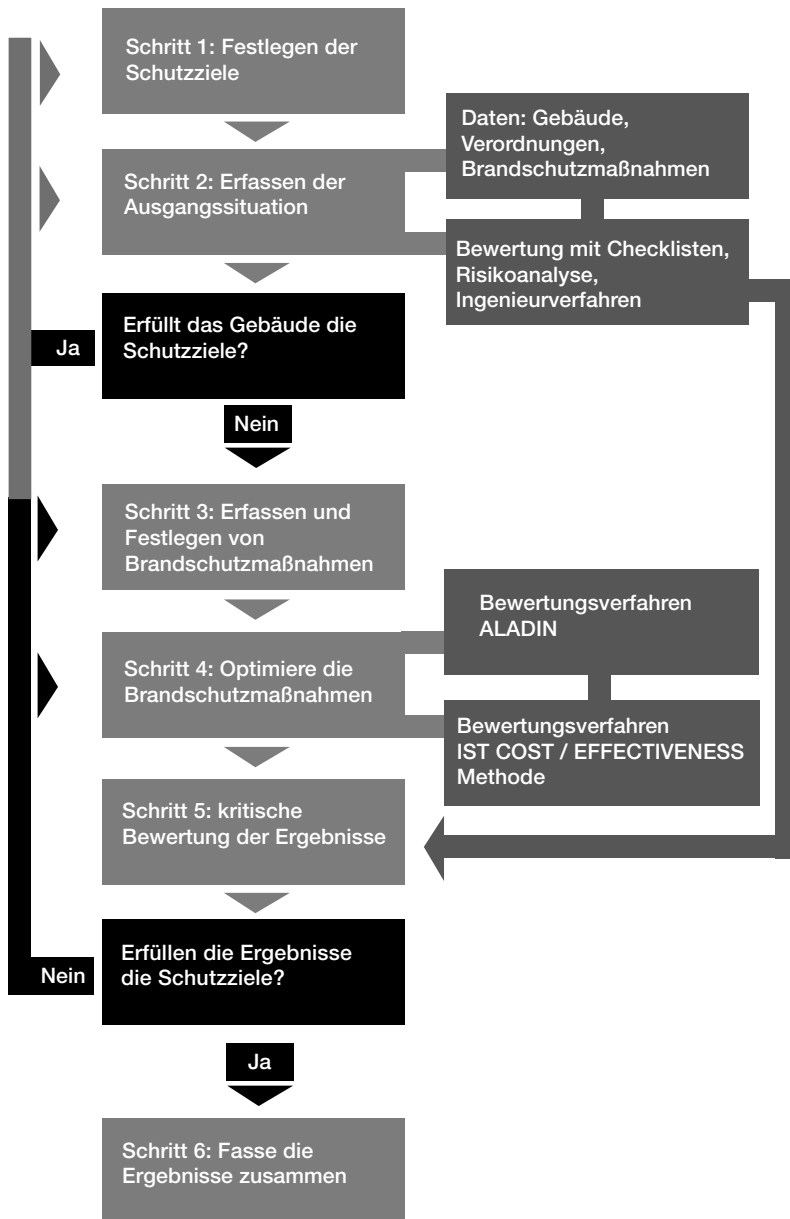 Schritt 1: Festlegen der
Schutzziele
Daten: Gebäude,
Verordnungen,
Brandschutzmaßnahmen
Schritt 2: Erfassen der
Ausgangssituation
Bewertung mit Checklisten,
Risikoanalyse,
Ingenieurverfahren
Erfüllt das Gebäude die
Schutzziele?
Ja
Nein
Schritt 3: Erfassen und
Festlegen von
Brandschutzmaßnahmen
Bewertungsverfahren
ALADIN
Schritt 4: Optimiere die
Brandschutzmaßnahmen
Bewertungsverfahren
IST COST / EFFECTIVENESS
Methode
Schritt 5: kritische
Bewertung der Ergebnisse
Erfüllen die Ergebnisse
die Schutzziele?
Nein
Ja
Schritt 6: Fasse die
Ergebnisse zusammen